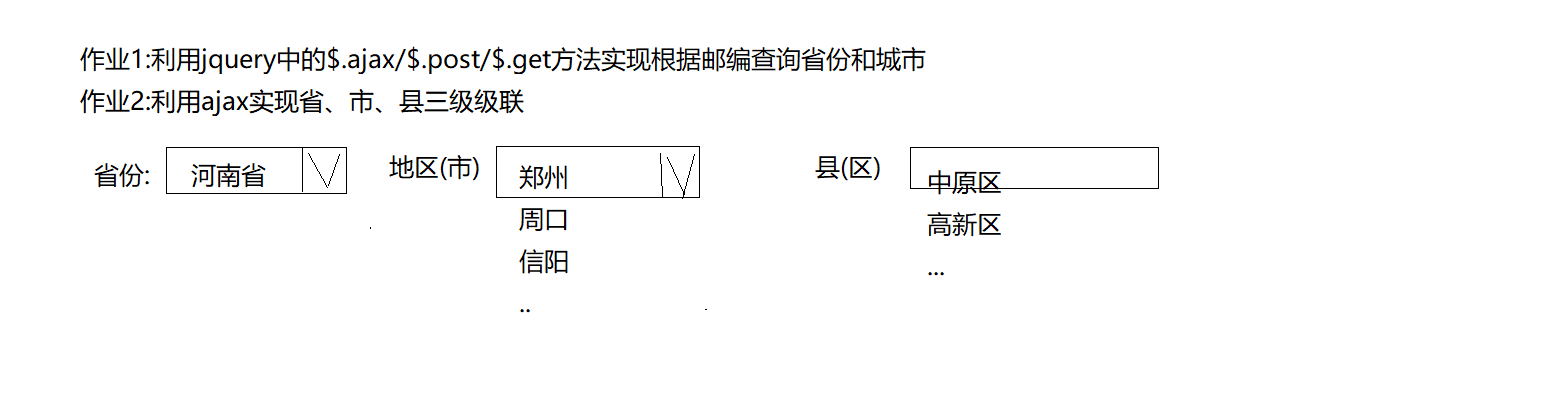 作业1:利用jquery中的$.ajax/$.post/$.get方法实现根据邮编查询省份和城市
作业2:利用ajax实现省、市、县三级级联
省份: 河南省 地区(市) 郑州 县(区) 中原区
周口 高新区
信阳 ...
..